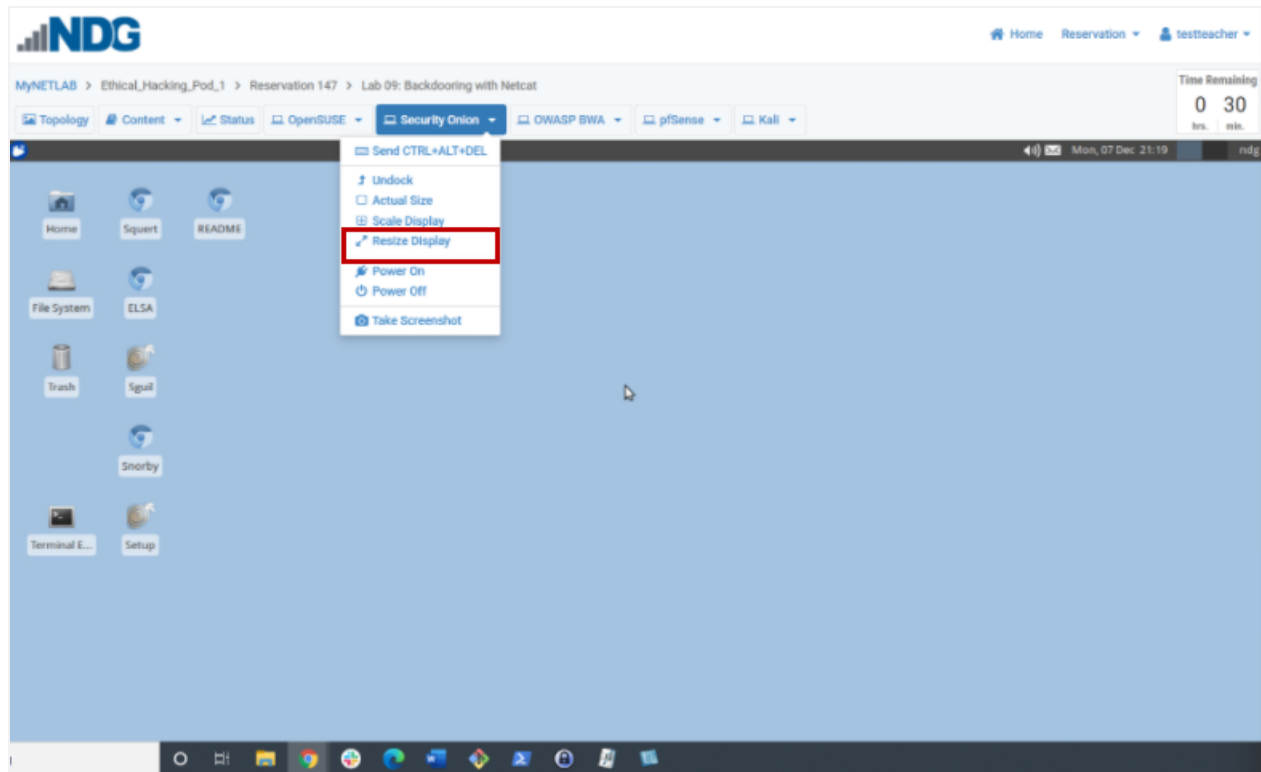 NDG
Home Reservation testteacher
MyNETLAB > Ethical_Hacking_Pod_1 > Reservation 147 > Lab 09: Backdooring with Netcat
Time Remaining
0 30
hrs. min.
Topology Content Status OpenSUSE Security Onion OWASP BWA pfSense Kali
Send CTRL+ALT+DEL
Mon, 07 Dec 21:19 ndg
Undock
Actual Size
Scale Display
Resize Display
Power On
Power Off
Take Screenshot
Home Squert README
File System ELSA
Trash Sguil
Snorby
Terminal E... Setup